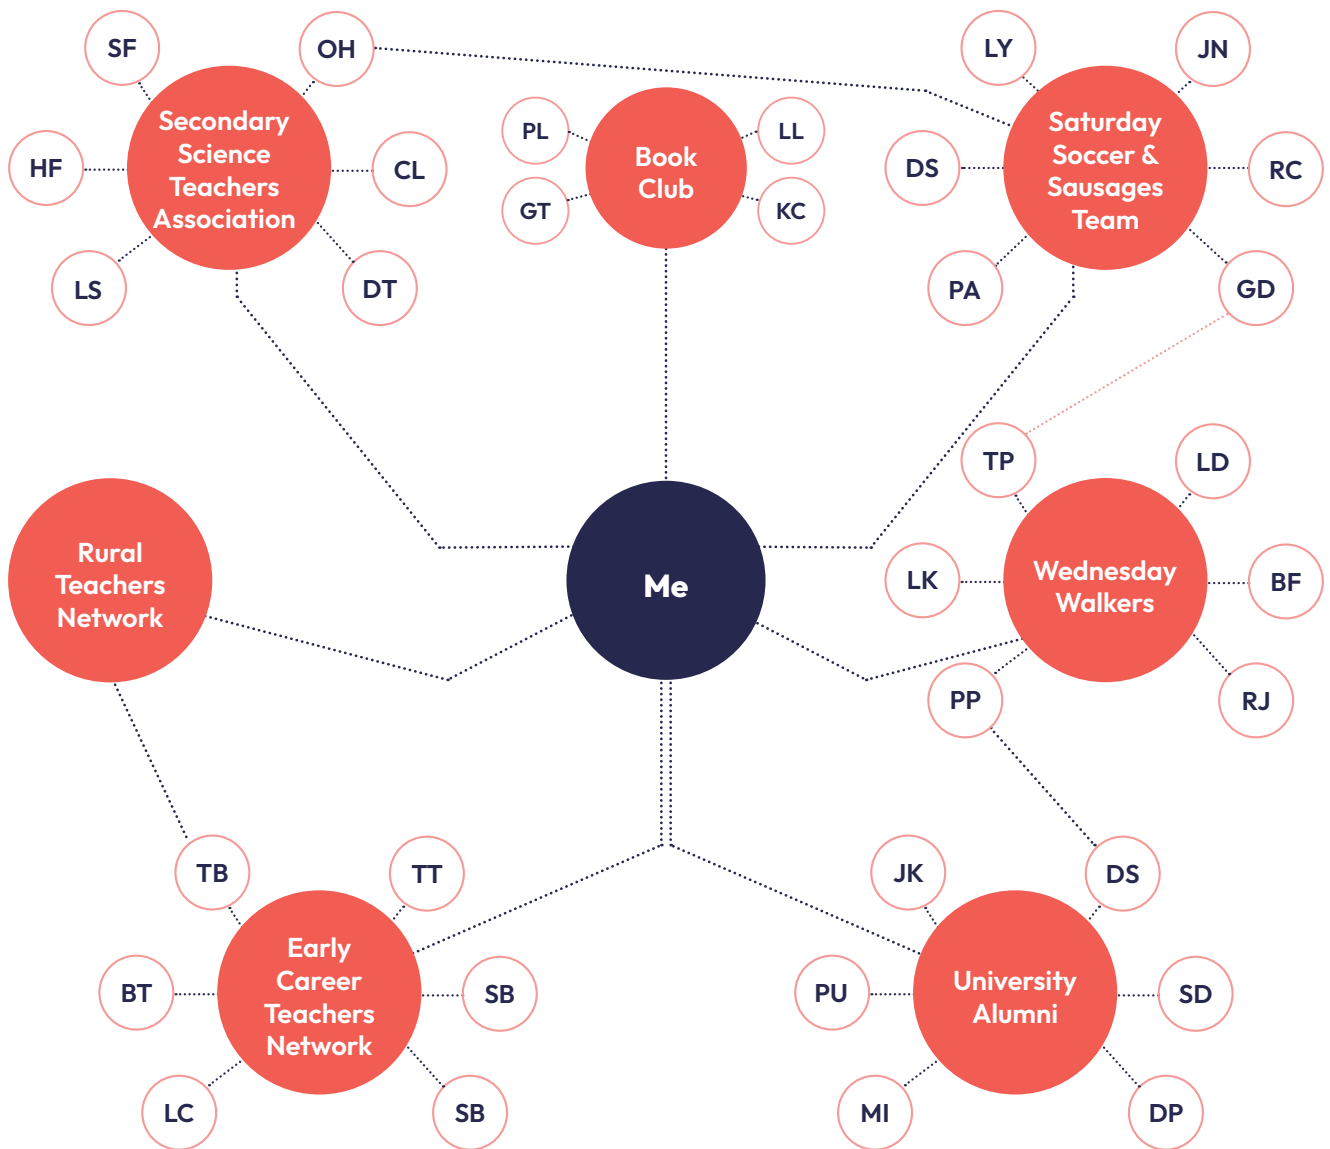 SF
OH
HF
Secondary
Science
Teachers
Association
CL
LS
DT
PL
LL
Book
Club
GT
KC
LY
JN
DS
Saturday
Soccer &
Sausages
Team
RC
PA
GD
Rural
Teachers
Network
Me
TP
LD
LK
Wednesday
Walkers
BF
PP
RJ
TB
TT
BT
Early
Career
Teachers
Network
SB
LC
SB
JK
DS
PU
University
Alumni
SD
MI
DP